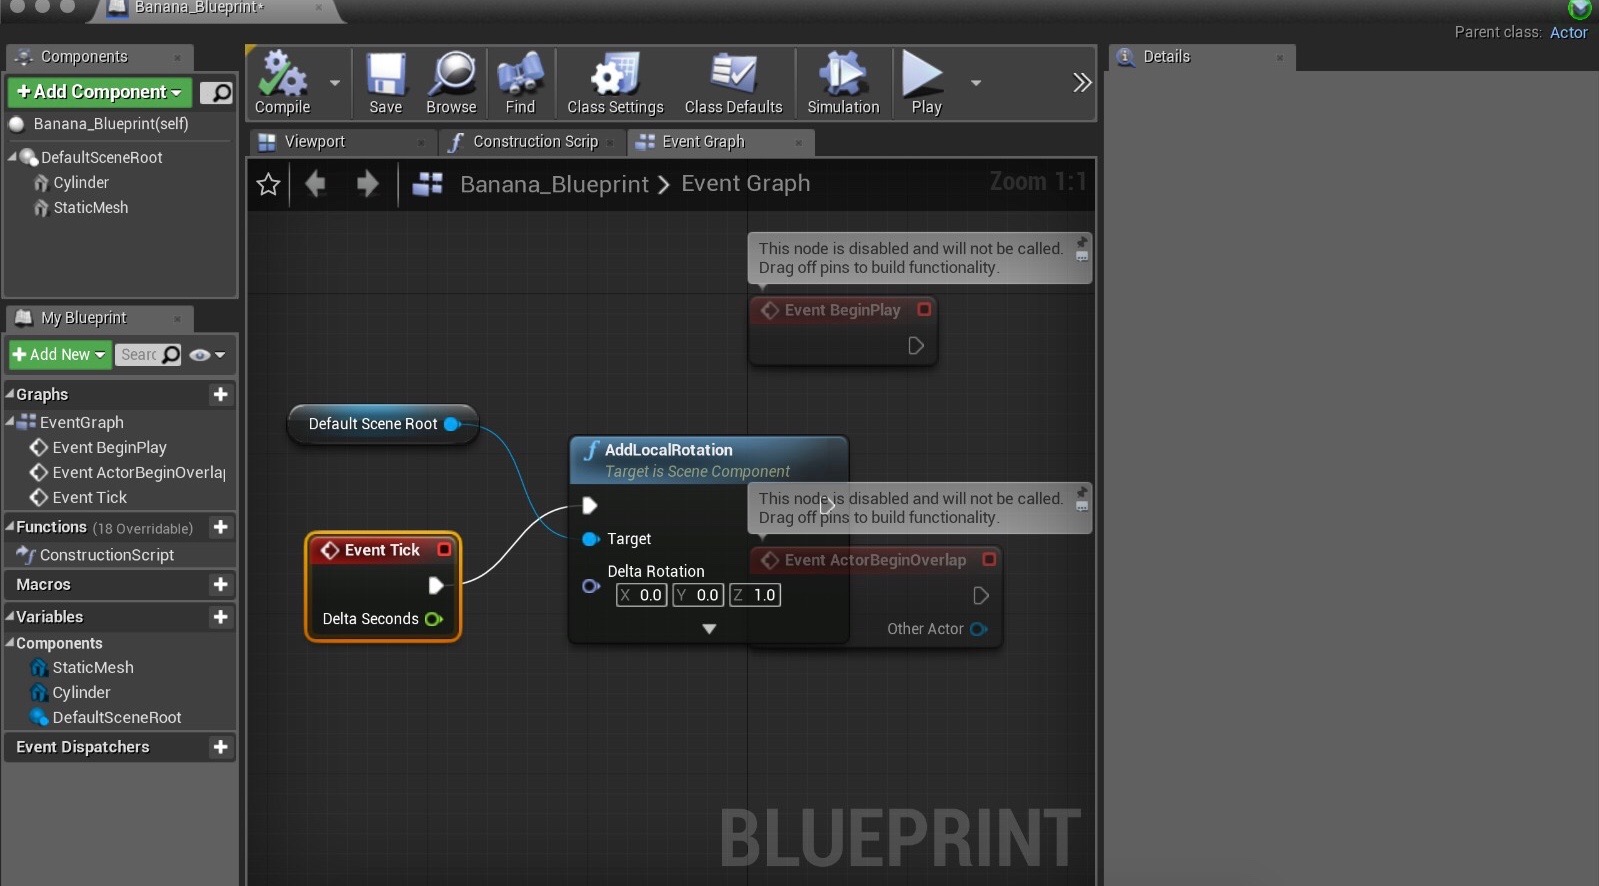 Banana_Blueprint*
Parent class: Actor
Components
Add Component
Banana_Blueprint(self)
DefaultSceneRoot
Cylinder
StaticMesh
My Blueprint
Add New
Searc
Graphs
EventGraph
Event BeginPlay
Event ActorBeginOverla
Event Tick
Functions (18 Overridable)
ConstructionScript
Macros
Variables
Components
StaticMesh
Cylinder
DefaultSceneRoot
Event Dispatchers
Compile
Save
Browse
Find
Class Settings
Class Defaults
Simulation
Play
Viewport
Construction Scrip
Event Graph
Banana_Blueprint > Event Graph
Zoom 1:1
This node is disabled and will not be called.
Drag off pins to build functionality.
Event BeginPlay
Default Scene Root
AddLocalRotation
Target is Scene Component
Target
Delta Rotation
X 0.0 Y 0.0 Z 1.0
Event Tick
Delta Seconds
This node is disabled and will not be called.
Drag off pins to build functionality.
Event ActorBeginOverlap
Other Actor
BLUEPRINT
Details